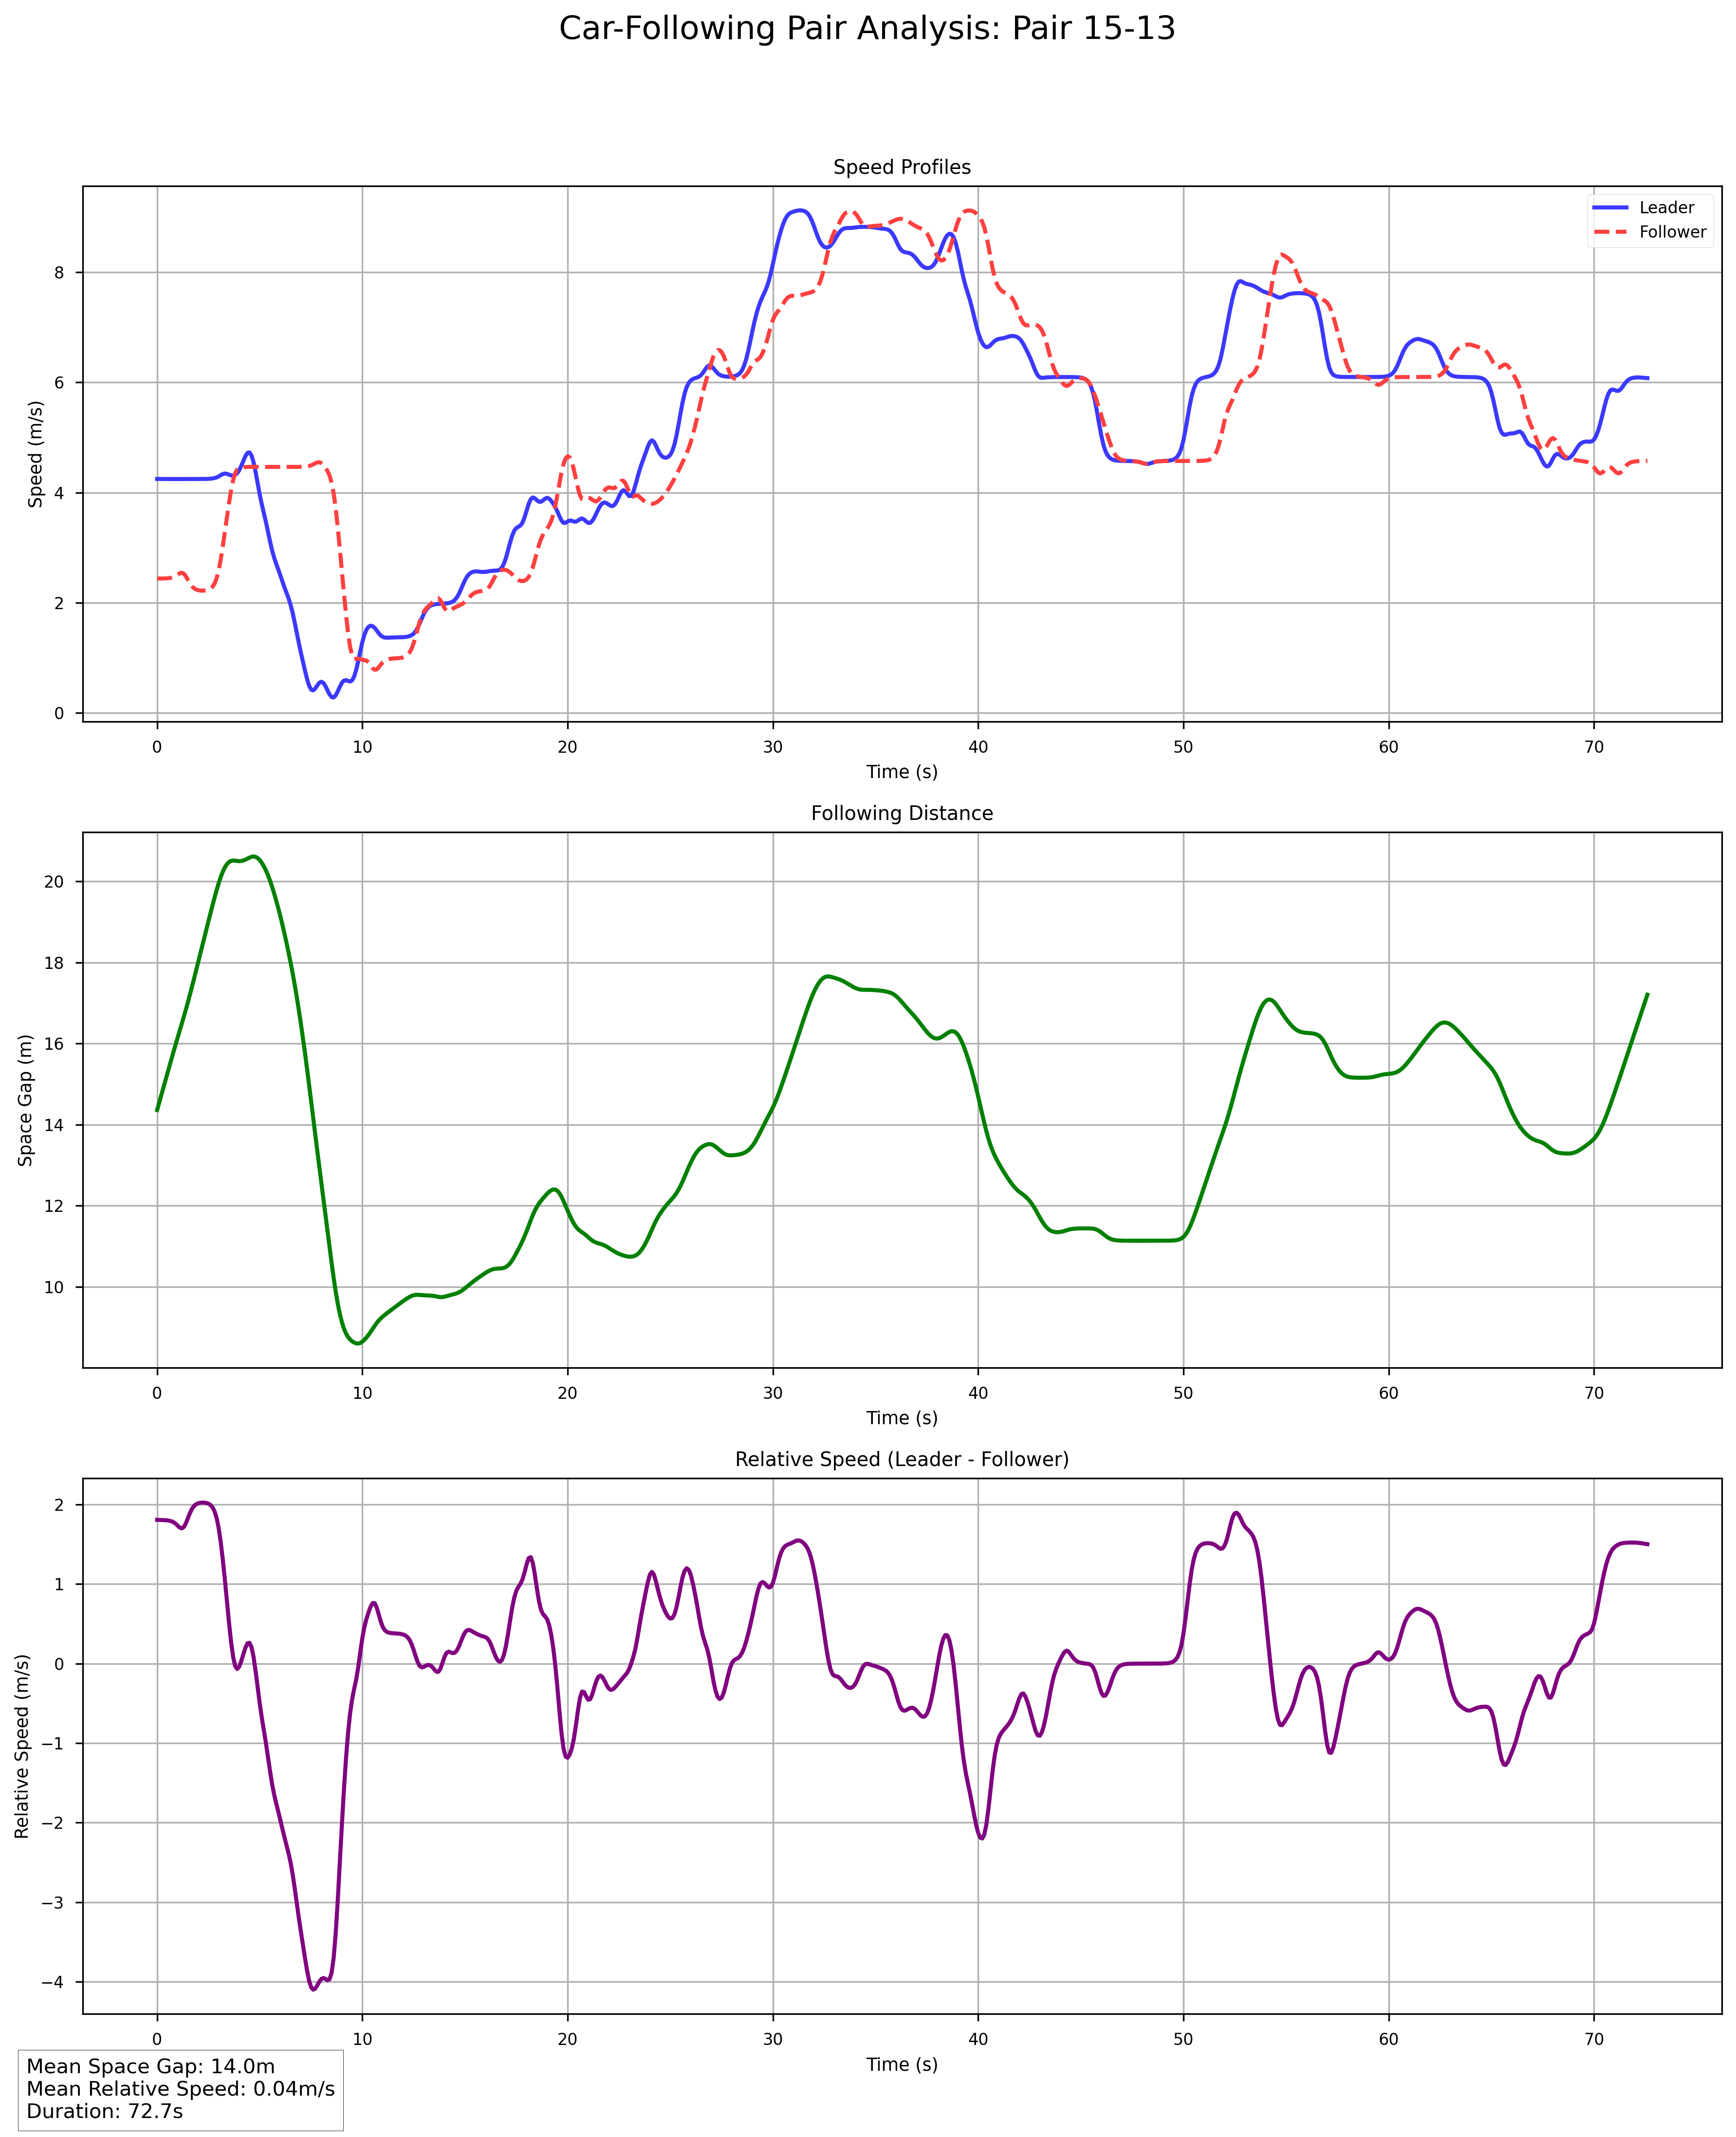 Car-Following Pair Analysis: Pair 15-13
Speed Profiles
Leader
Follower
Speed (m/s)
8
6
4
2
0
0 10 20 30 40 50 60 70
Time (s)
Following Distance
Space Gap (m)
20
18
16
14
12
10
0 10 20 30 40 50 60 70
Time (s)
Relative Speed (Leader - Follower)
Relative Speed (m/s)
2
1
0
−1
−2
−3
−4
0 10 20 30 40 50 60 70
Time (s)
Mean Space Gap: 14.0m
Mean Relative Speed: 0.04m/s
Duration: 72.7s